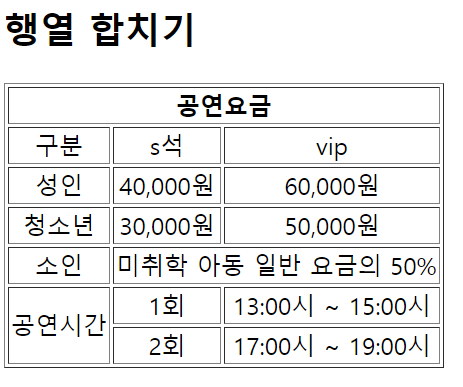 행열 합치기
공연요금
구분 s석 vip
성인 40,000원 60,000원
청소년 30,000원 50,000원
소인 미취학 아동 일반 요금의 50%
공연시간 1회 13:00시 ~ 15:00시
2회 17:00시 ~ 19:00시